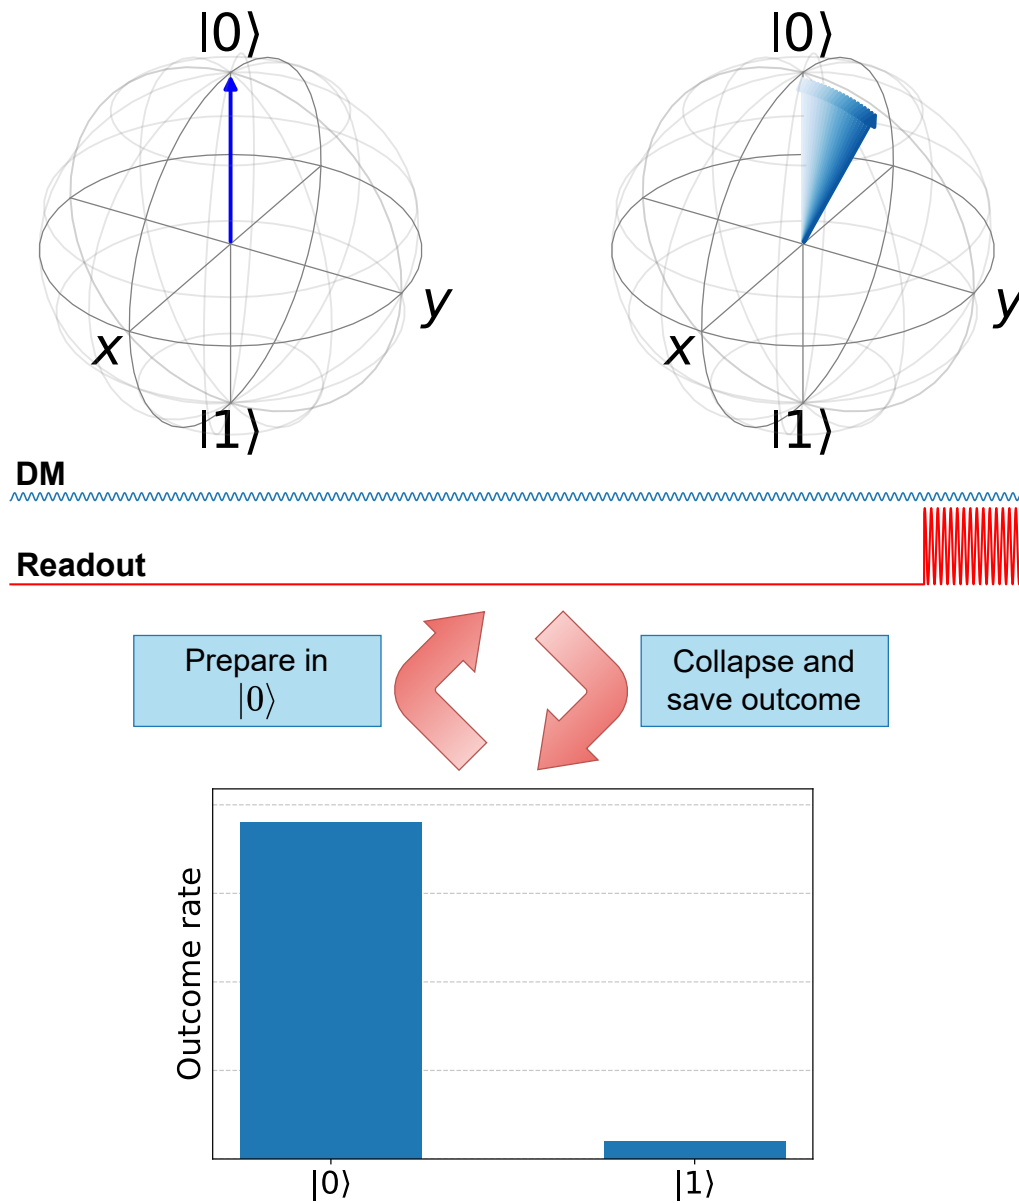 |0⟩
|0⟩
y
y
x
x
|1⟩
|1⟩
DM
Readout
Prepare in
|0⟩
Collapse and
save outcome
Outcome rate
|0⟩
|1⟩